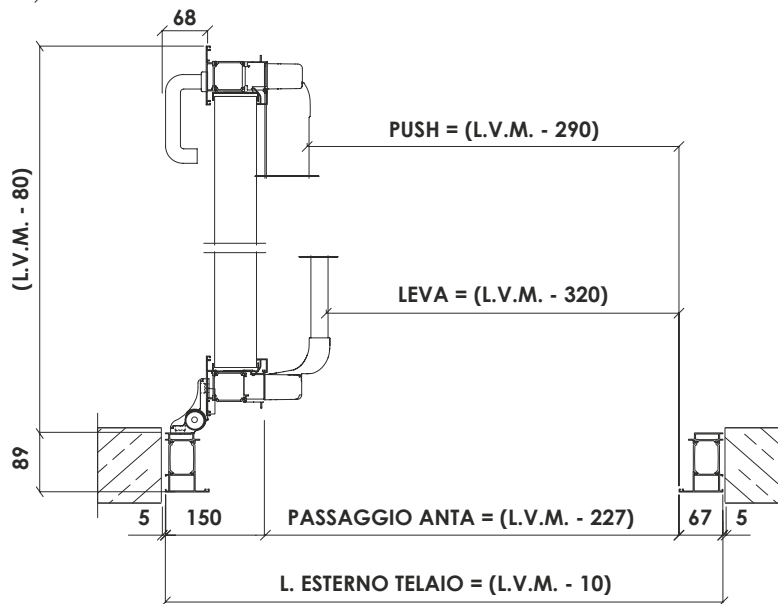 68
PUSH = (L.V.M. - 290)
(L.V.M. - 80)
LEVA = (L.V.M. - 320)
89
5
150
PASSAGGIO ANTA = (L.V.M. - 227)
67
5
L. ESTERNO TELAIO = (L.V.M. - 10)